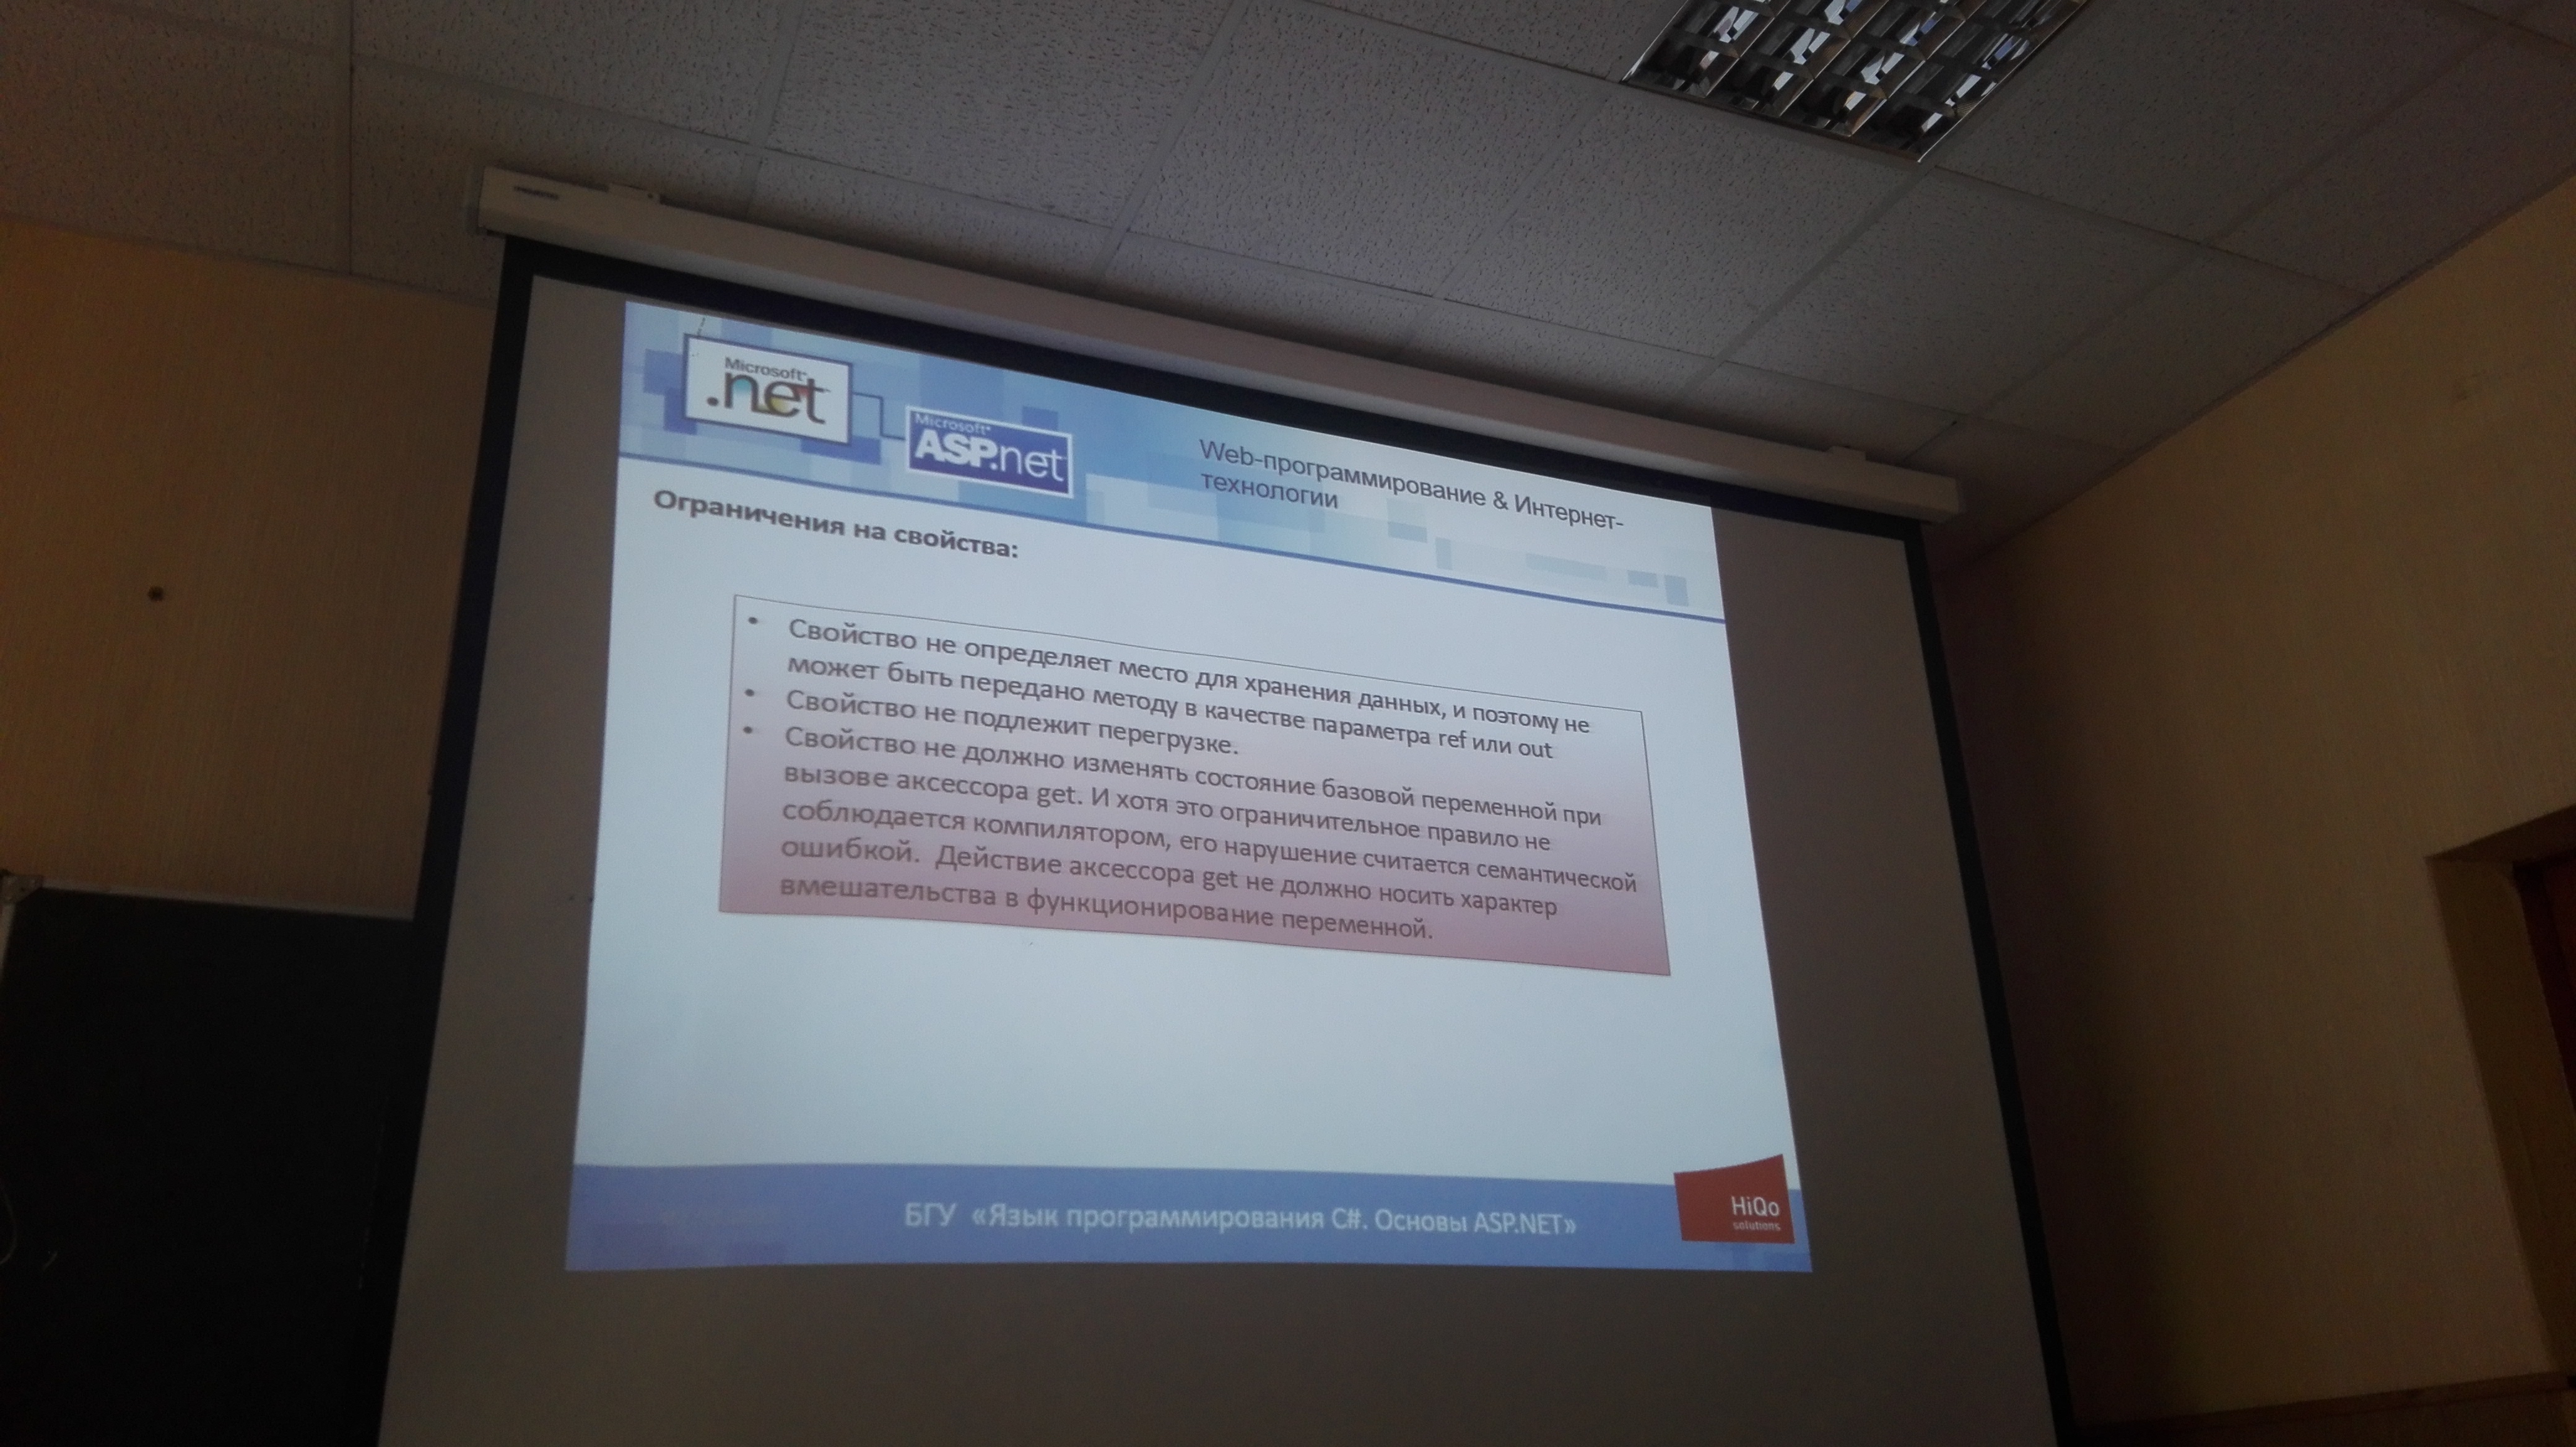 Microsoft
.net
Microsoft
ASP.net
Web-программирование & Интернет-
технологии
Ограничения на свойства:
• Свойство не определяет место для хранения данных, и поэтому не
может быть передано методу в качестве параметра ref или out
• Свойство не подлежит перегрузке.
• Свойство не должно изменять состояние базовой переменной при
вызове аксессора get. И хотя это ограничительное правило не
соблюдается компилятором, его нарушение считается семантической
ошибкой. Действие аксессора get не должно носить характер
вмешательства в функционирование переменной.
БГУ «Язык программирования C#. Основы ASP.NET»
HiQo
solutions